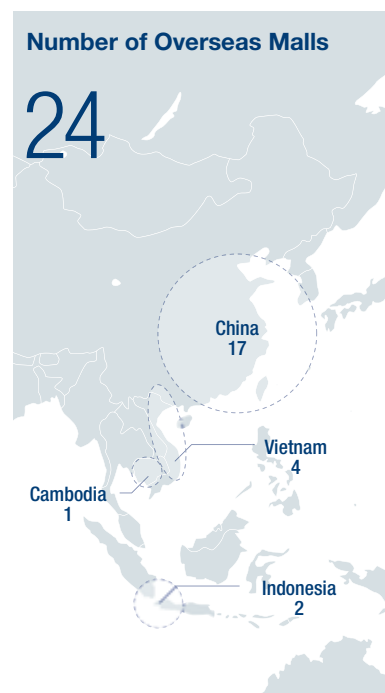 Number of Overseas Malls
24
China
17
Vietnam
4
Cambodia
1
Indonesia
2